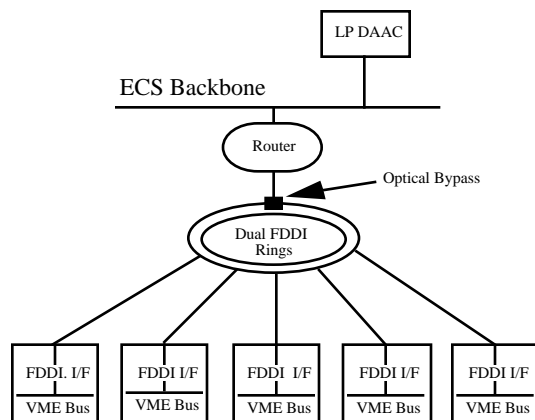 LP DAAC
ECS Backbone
Router
Optical Bypass
Dual FDDI
Rings
FDDI. I/F
FDDI I/F
FDDI I/F
FDDI I/F
FDDI I/F
VME Bus
VME Bus
VME Bus
VME Bus
VME Bus